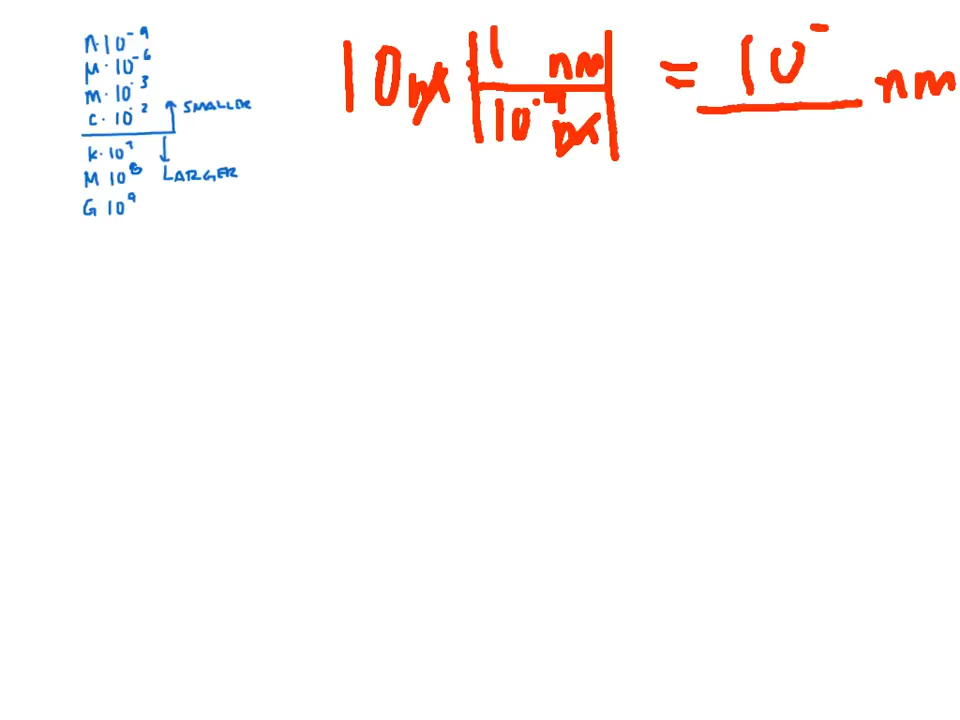 n · 10⁻⁹
μ · 10⁻⁶
m · 10⁻³
c · 10⁻²
SMALLER
K · 10³
M 10⁶
G 10⁹
LARGER
10 m | 1 nm / 10⁻⁹ m | = 10⁻ nm